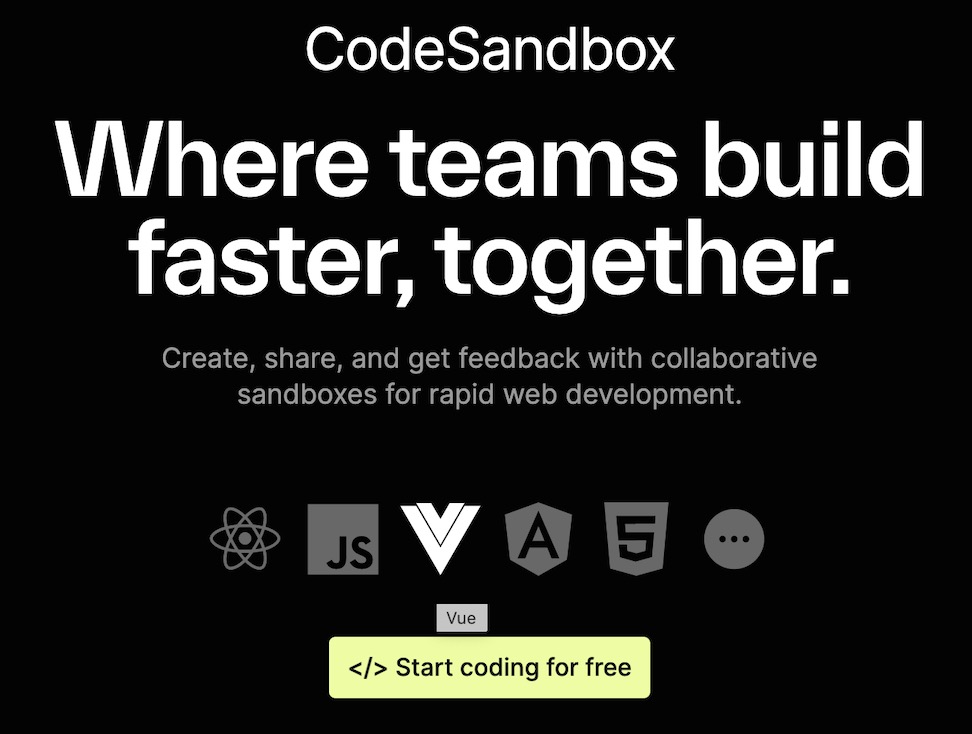 CodeSandbox
Where teams build
faster, together.
Create, share, and get feedback with collaborative
sandboxes for rapid web development.
JS A 5
Vue
</> Start coding for free